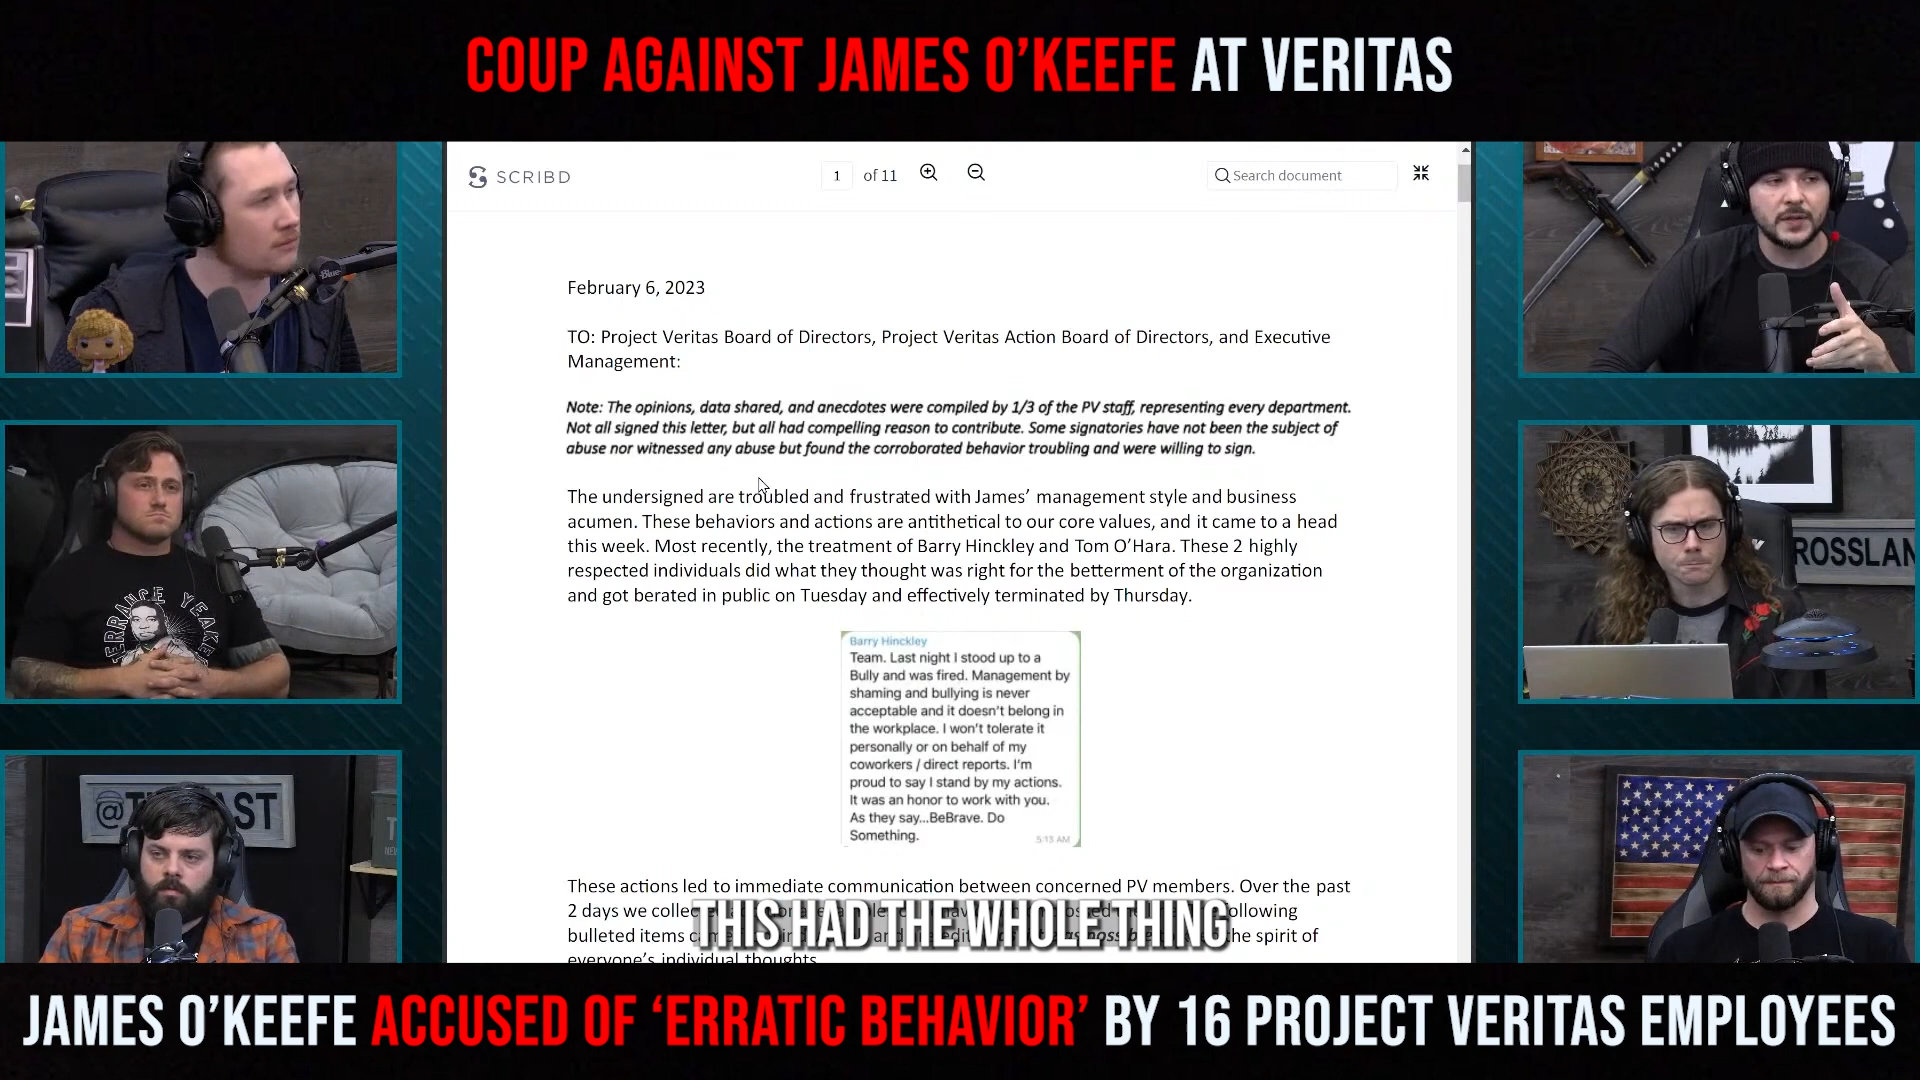 COUP AGAINST JAMES O'KEEFE AT VERITAS
SCRIBD
1 of 11
Search document
February 6, 2023
TO: Project Veritas Board of Directors, Project Veritas Action Board of Directors, and Executive
Management:
Note: The opinions, data shared, and anecdotes were compiled by 1/3 of the PV staff, representing every department.
Not all signed this letter, but all had compelling reason to contribute. Some signatories have not been the subject of
abuse nor witnessed any abuse but found the corroborated behavior troubling and were willing to sign.
The undersigned are troubled and frustrated with James' management style and business
acumen. These behaviors and actions are antithetical to our core values, and it came to a head
this week. Most recently, the treatment of Barry Hinckley and Tom O'Hara. These 2 highly
respected individuals did what they thought was right for the betterment of the organization
and got berated in public on Tuesday and effectively terminated by Thursday.
Barry Hinckley
Team. Last night I stood up to a
Bully and was fired. Management by
shaming and bullying is never
acceptable and it doesn't belong in
the workplace. I won't tolerate it
personally or on behalf of my
coworkers / direct reports. I'm
proud to say I stand by my actions.
It was an honor to work with you.
As they say...BeBrave. Do
Something.
5:13 AM
These actions led to immediate communication between concerned PV members. Over the past
2 days we following
bulleted items the spirit of
everyone's individual thoughts
THIS HAD THE WHOLE THING
ROSSLAN
JAMES O'KEEFE ACCUSED OF 'ERRATIC BEHAVIOR' BY 16 PROJECT VERITAS EMPLOYEES